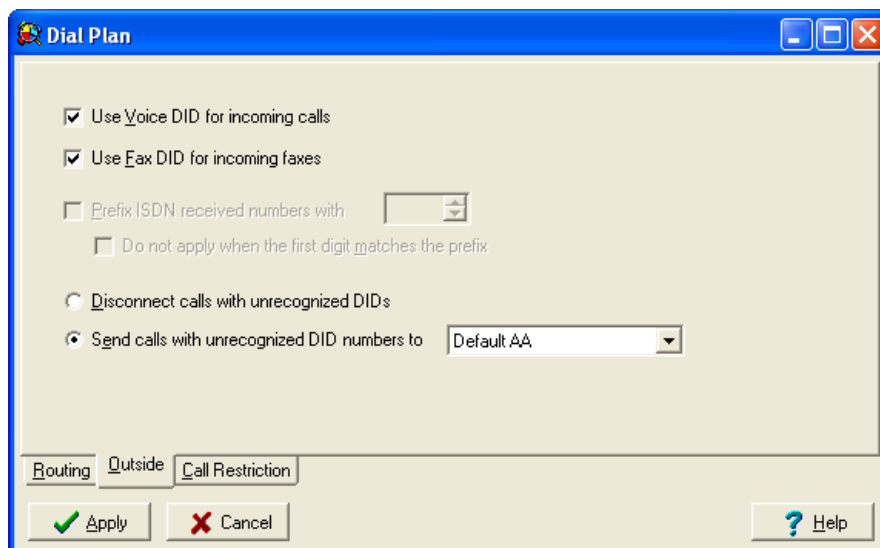 Dial Plan
Use Voice DID for incoming calls
Use Fax DID for incoming faxes
Prefix ISDN received numbers with
Do not apply when the first digit matches the prefix
Disconnect calls with unrecognized DIDs
Send calls with unrecognized DID numbers to Default AA
Routing Outside Call Restriction
Apply Cancel Help